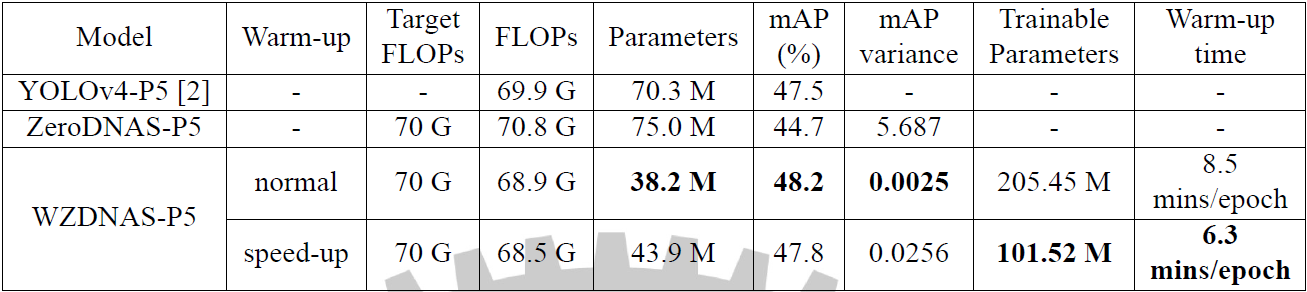 Model Warm-up Target FLOPs FLOPs Parameters mAP (%) mAP variance Trainable Parameters Warm-up time
YOLOv4-P5 [2] - - 69.9 G 70.3 M 47.5 - - -
ZeroDNAS-P5 - 70 G 70.8 G 75.0 M 44.7 5.687 - -
WZDNAS-P5 normal 70 G 68.9 G 38.2 M 48.2 0.0025 205.45 M 8.5 mins/epoch
speed-up 70 G 68.5 G 43.9 M 47.8 0.0256 101.52 M 6.3 mins/epoch